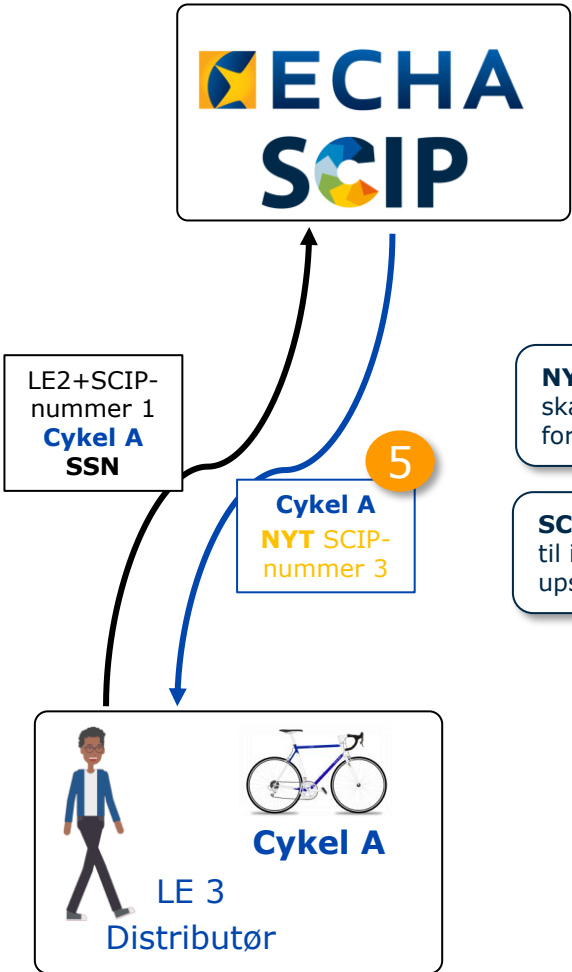 ECHA
SCIP
LE2+SCIP-
nummer 1
Cykel A
SSN
5
Cykel A
NYT SCIP-
nummer 3
Cykel A
LE 3
Distributør